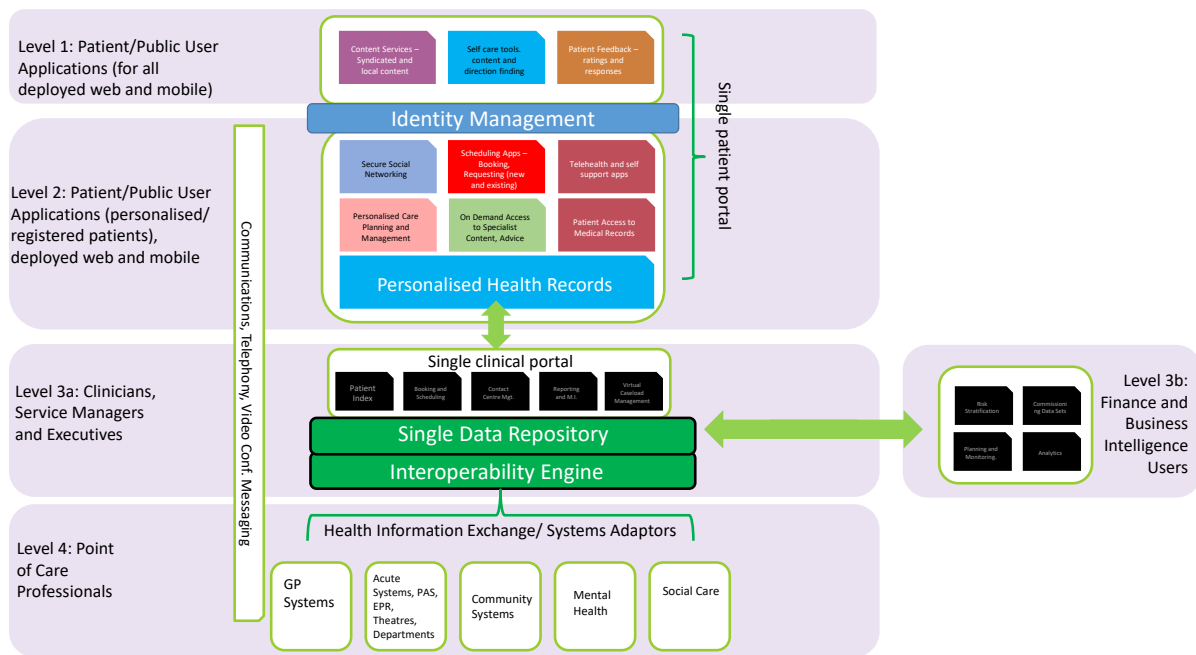 Level 1: Patient/Public User
Applications (for all
deployed web and mobile)
Content Services –
Syndicated and
local content
Self care tools.
content and
direction finding
Patient Feedback –
ratings and
responses
Identity Management
Single patient portal
Level 2: Patient/Public User
Applications (personalised/
registered patients),
deployed web and mobile
Communications, Telephony, Video Conf. Messaging
Secure Social
Networking
Scheduling Apps –
Booking,
Requesting (new
and existing)
Telehealth and self
support apps
Personalised Care
Planning and
Management
On Demand Access
to Specialist
Content, Advice
Patient Access to
Medical Records
Personalised Health Records
Level 3a: Clinicians,
Service Managers
and Executives
Single clinical portal
Patient
Index
Booking and
Scheduling
Contact
Centre Mgt.
Reporting
and M.I.
Virtual
Caseload
Management
Single Data Repository
Interoperability Engine
Risk
Stratification
Commissioni
ng Data Sets
Planning and
Monitoring.
Analytics
Level 3b:
Finance and
Business
Intelligence
Users
Level 4: Point
of Care
Professionals
Health Information Exchange/ Systems Adaptors
GP
Systems
Acute
Systems, PAS,
EPR,
Theatres,
Departments
Community
Systems
Mental
Health
Social Care